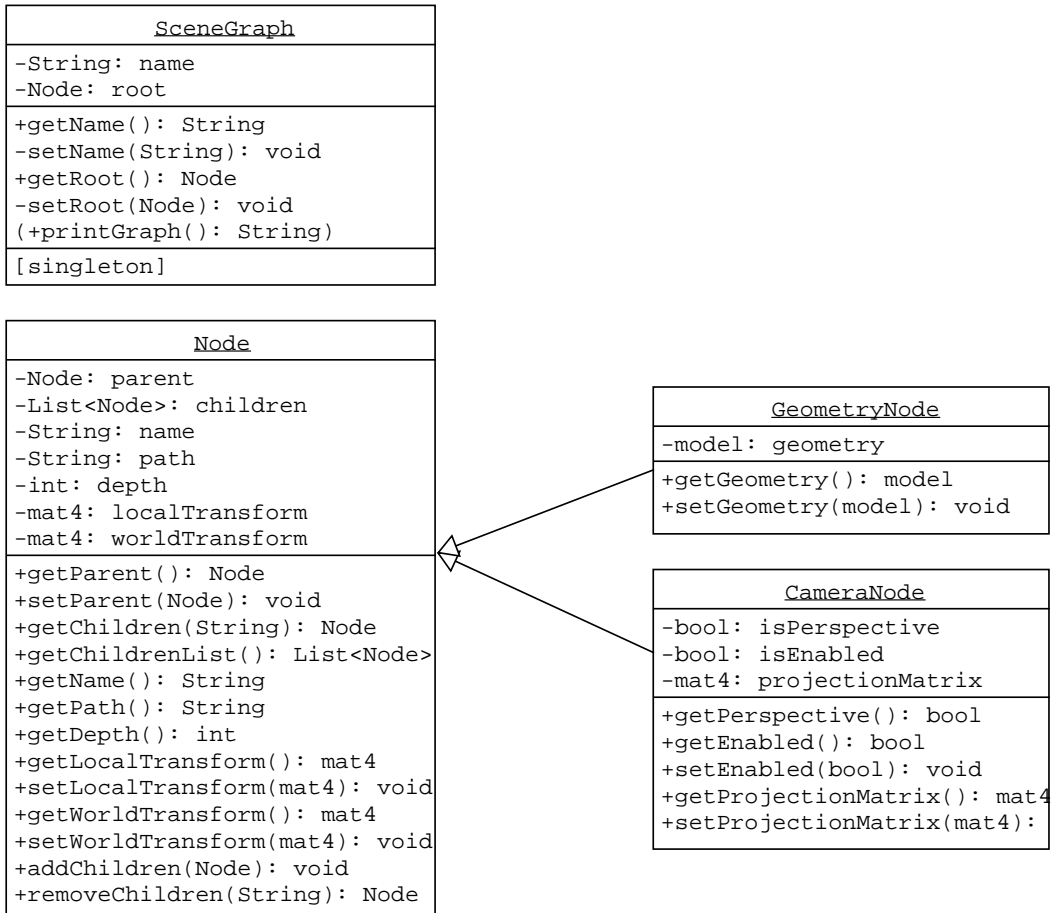 SceneGraph
-String: name
-Node: root
+getName(): String
-setName(String): void
+getRoot(): Node
-setRoot(Node): void
(+printGraph(): String)
[singleton]
Node
-Node: parent
-List<Node>: children
-String: name
-String: path
-int: depth
-mat4: localTransform
-mat4: worldTransform
+getParent(): Node
+setParent(Node): void
+getChildren(String): Node
+getChildrenList(): List<Node>
+getName(): String
+getPath(): String
+getDepth(): int
+getLocalTransform(): mat4
+setLocalTransform(mat4): void
+getWorldTransform(): mat4
+setWorldTransform(mat4): void
+addChildren(Node): void
+removeChildren(String): Node
GeometryNode
-model: geometry
+getGeometry(): model
+setGeometry(model): void
CameraNode
-bool: isPerspective
-bool: isEnabled
-mat4: projectionMatrix
+getPerspective(): bool
+getEnabled(): bool
+setEnabled(bool): void
+getProjectionMatrix(): mat4
+setProjectionMatrix(mat4):